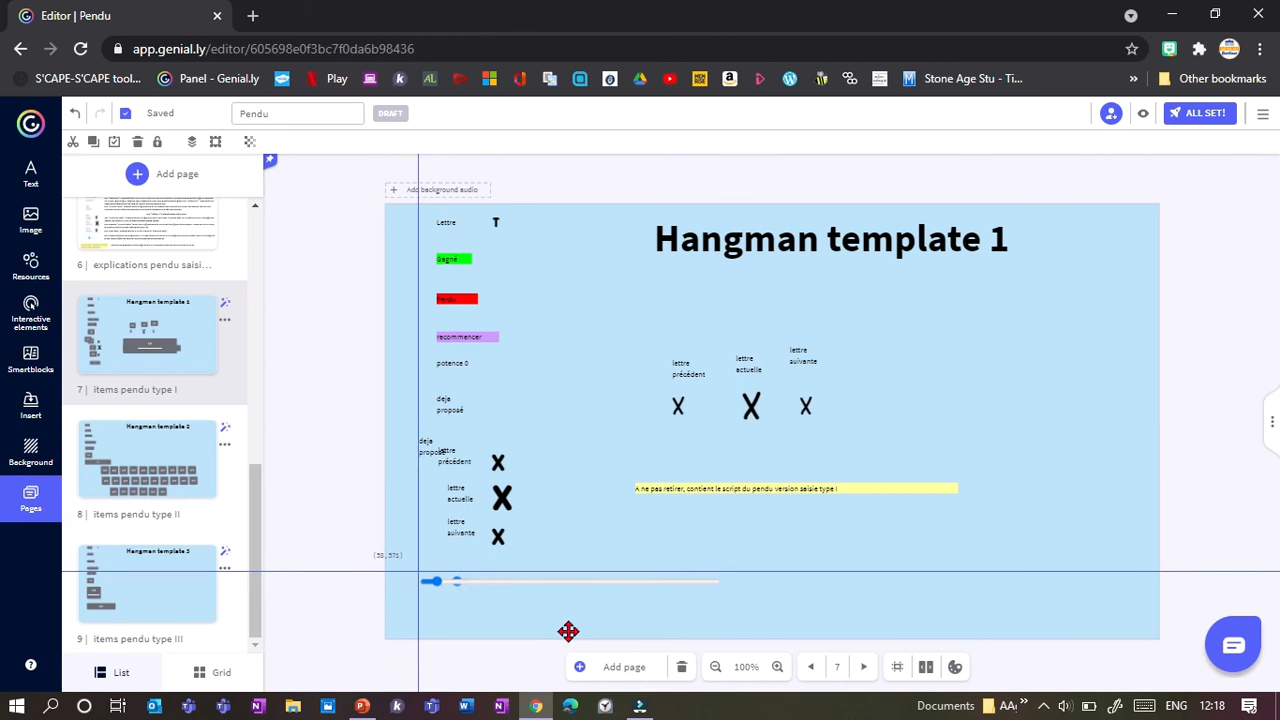 Editor | Genial.ly
app.genial.ly/editor/605698e0f3bc7f0da6b98436
S'CAPE-S'CAPE tool...
Panel - Genial.ly
Play
Stone Age Stu - Ti...
»
Other bookmarks
Saved
Pendu
DRAFT
ALL SET!
Text
Image
Resources
Interactive
elements
Smartblocks
Insert
Background
Pages
Add page
6 | explications pendu saisi...
Hangman template 1
7 | items pendu type I
Hangman template 2
8 | items pendu type II
Hangman template 3
9 | items pendu type III
List
Grid
Add background audio
Lettre
T
Hangman template 1
Gagné
Perdu
recommencer
potence 0
lettre
précédent
lettre
actuelle
lettre
suivante
X
X
X
deja
proposé
deja
proposé
lettre
précédent
X
lettre
actuelle
X
lettre
suivante
X
A ne pas retirer, contient le script du pendu version saisie type I
(58, 571)
Add page
100%
7
Documents
12:18